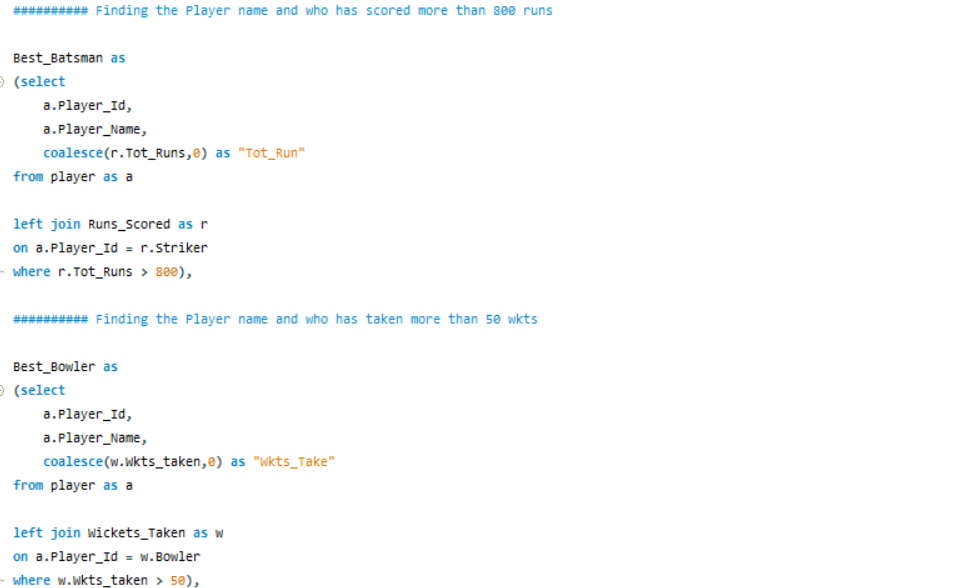 ########## Finding the Player name and who has scored more than 800 runs
Best_Batsman as
(select
a.Player_Id,
a.Player_Name,
coalesce(r.Tot_Runs,0) as "Tot_Run"
from player as a
left join Runs_Scored as r
on a.Player_Id = r.Striker
where r.Tot_Runs > 800),
########## Finding the Player name and who has taken more than 50 wkts
Best_Bowler as
(select
a.Player_Id,
a.Player_Name,
coalesce(w.Wkts_taken,0) as "Wkts_Take"
from player as a
left join Wickets_Taken as w
on a.Player_Id = w.Bowler
where w.Wkts_taken > 50),